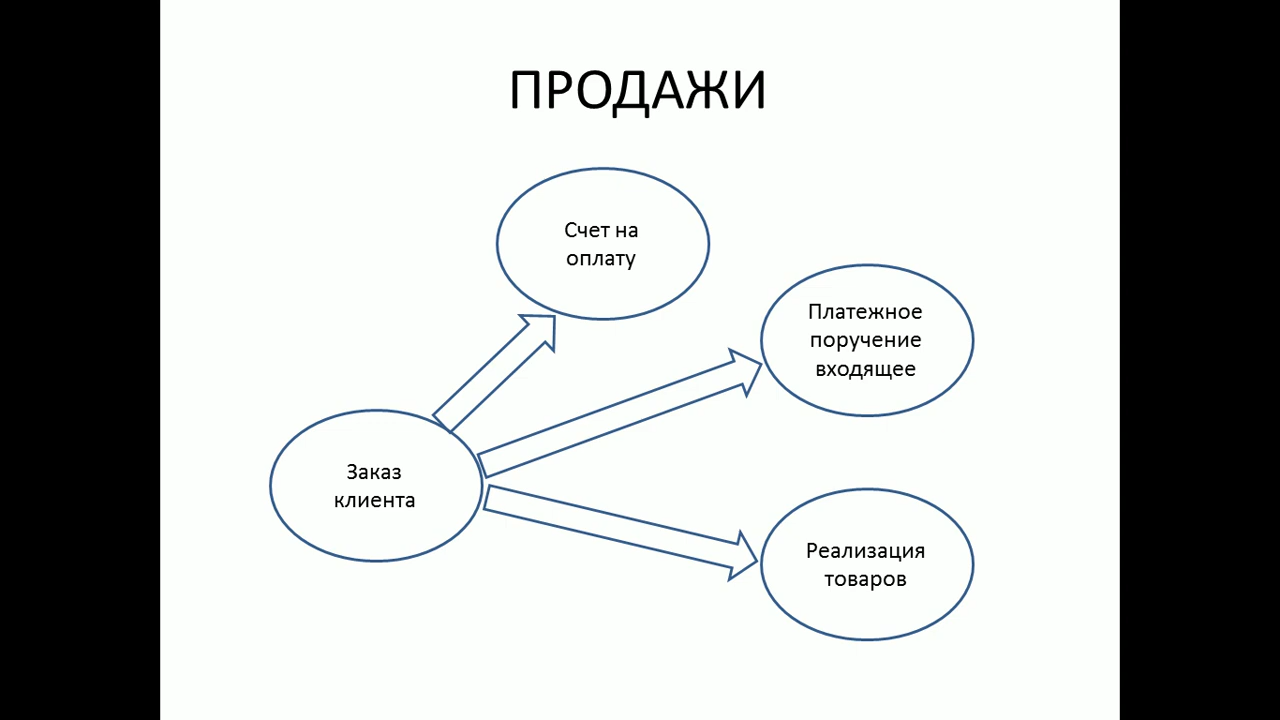 ПРОДАЖИ
Счет на
оплату
Платежное
поручение
входящее
Заказ
клиента
Реализация
товаров